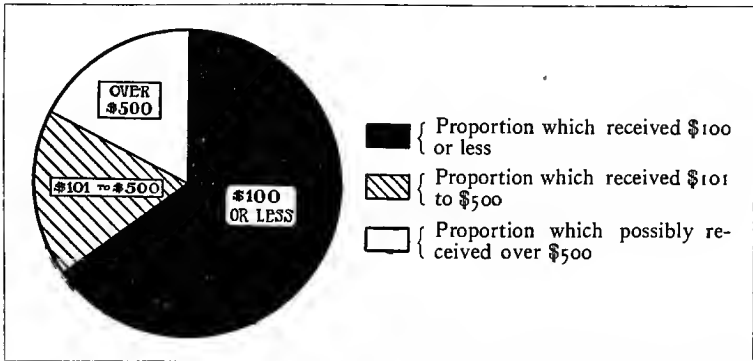 OVER
$500
$101 TO $500
$100
OR LESS
Proportion which received $100
or less
Proportion which received $101
to $500
Proportion which possibly re-
ceived over $500